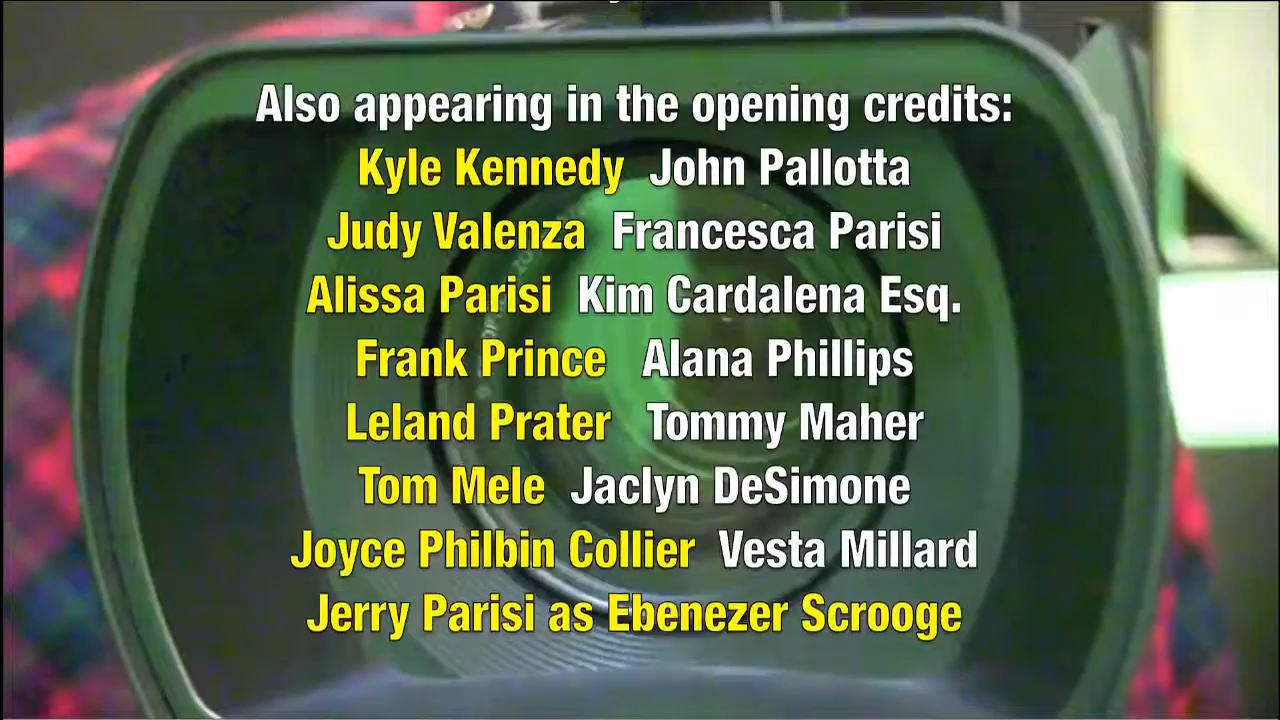 Also appearing in the opening credits:
Kyle Kennedy John Pallotta
Judy Valenza Francesca Parisi
Alissa Parisi Kim Cardalena Esq.
Frank Prince Alana Phillips
Leland Prater Tommy Maher
Tom Mele Jaclyn DeSimone
Joyce Philbin Collier Vesta Millard
Jerry Parisi as Ebenezer Scrooge